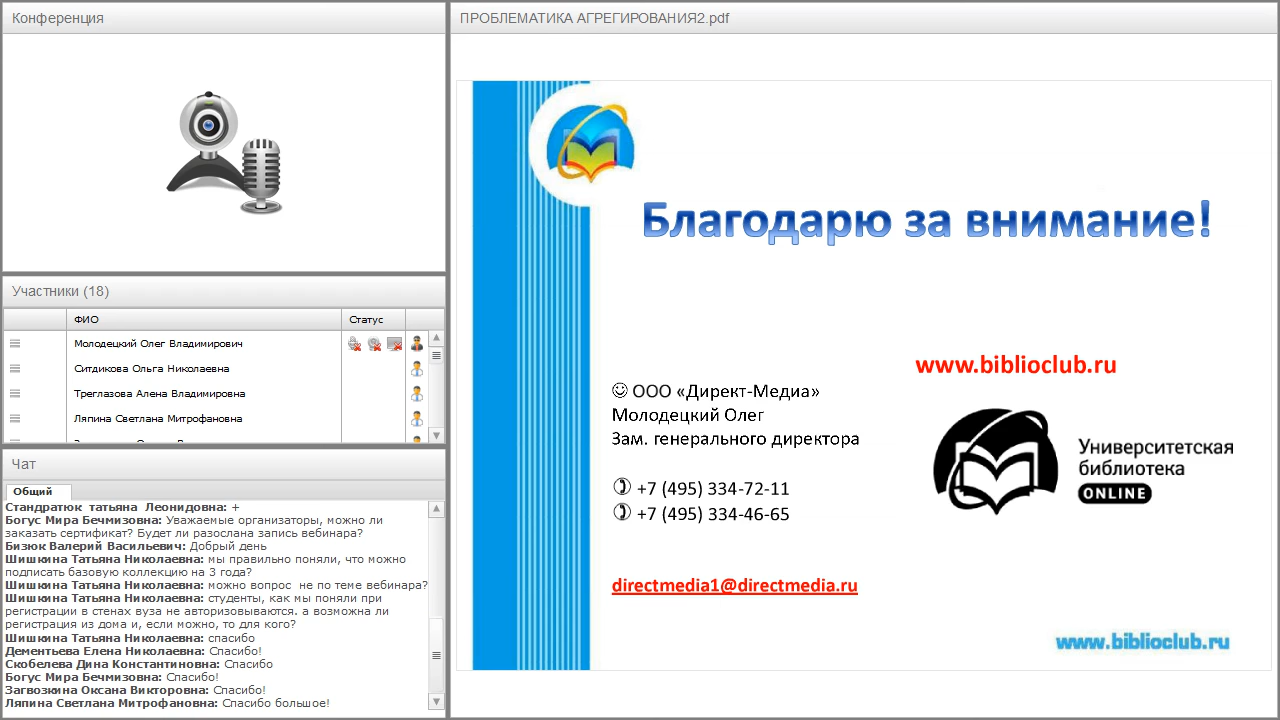 Конференция
Участники (18)
ФИО Статус
Молодецкий Олег Владимирович
Ситдикова Ольга Николаевна
Треглазова Алена Владимировна
Ляпина Светлана Митрофановна
Чат
Общий
Стандратюк татьяна Леонидовна: +
Богус Мира Бечмизовна: Уважаемые организаторы, можно ли
заказать сертификат? Будет ли разослана запись вебинара?
Бизюк Валерий Васильевич: Добрый день
Шишкина Татьяна Николаевна: мы правильно поняли, что можно
подписать базовую коллекцию на 3 года?
Шишкина Татьяна Николаевна: можно вопрос не по теме вебинара?
Шишкина Татьяна Николаевна: студенты, как мы поняли при
регистрации в стенах вуза не авторизовываются. а возможна ли
регистрация из дома и, если можно, то для кого?
Шишкина Татьяна Николаевна: спасибо
Дементьева Елена Николаевна: Спасибо!
Скобелева Дина Константиновна: Спасибо
Богус Мира Бечмизовна: Спасибо!
Загвозкина Оксана Викторовна: Спасибо!
Ляпина Светлана Митрофановна: Спасибо большое!
ПРОБЛЕМАТИКА АГРЕГИРОВАНИЯ2.pdf
Благодарю за внимание!
www.biblioclub.ru
☺ ООО «Директ-Медиа»
Молодецкий Олег
Зам. генерального директора
✆ +7 (495) 334-72-11
✆ +7 (495) 334-46-65
directmedia1@directmedia.ru
Университетская
библиотека
ONLINE
www.biblioclub.ru